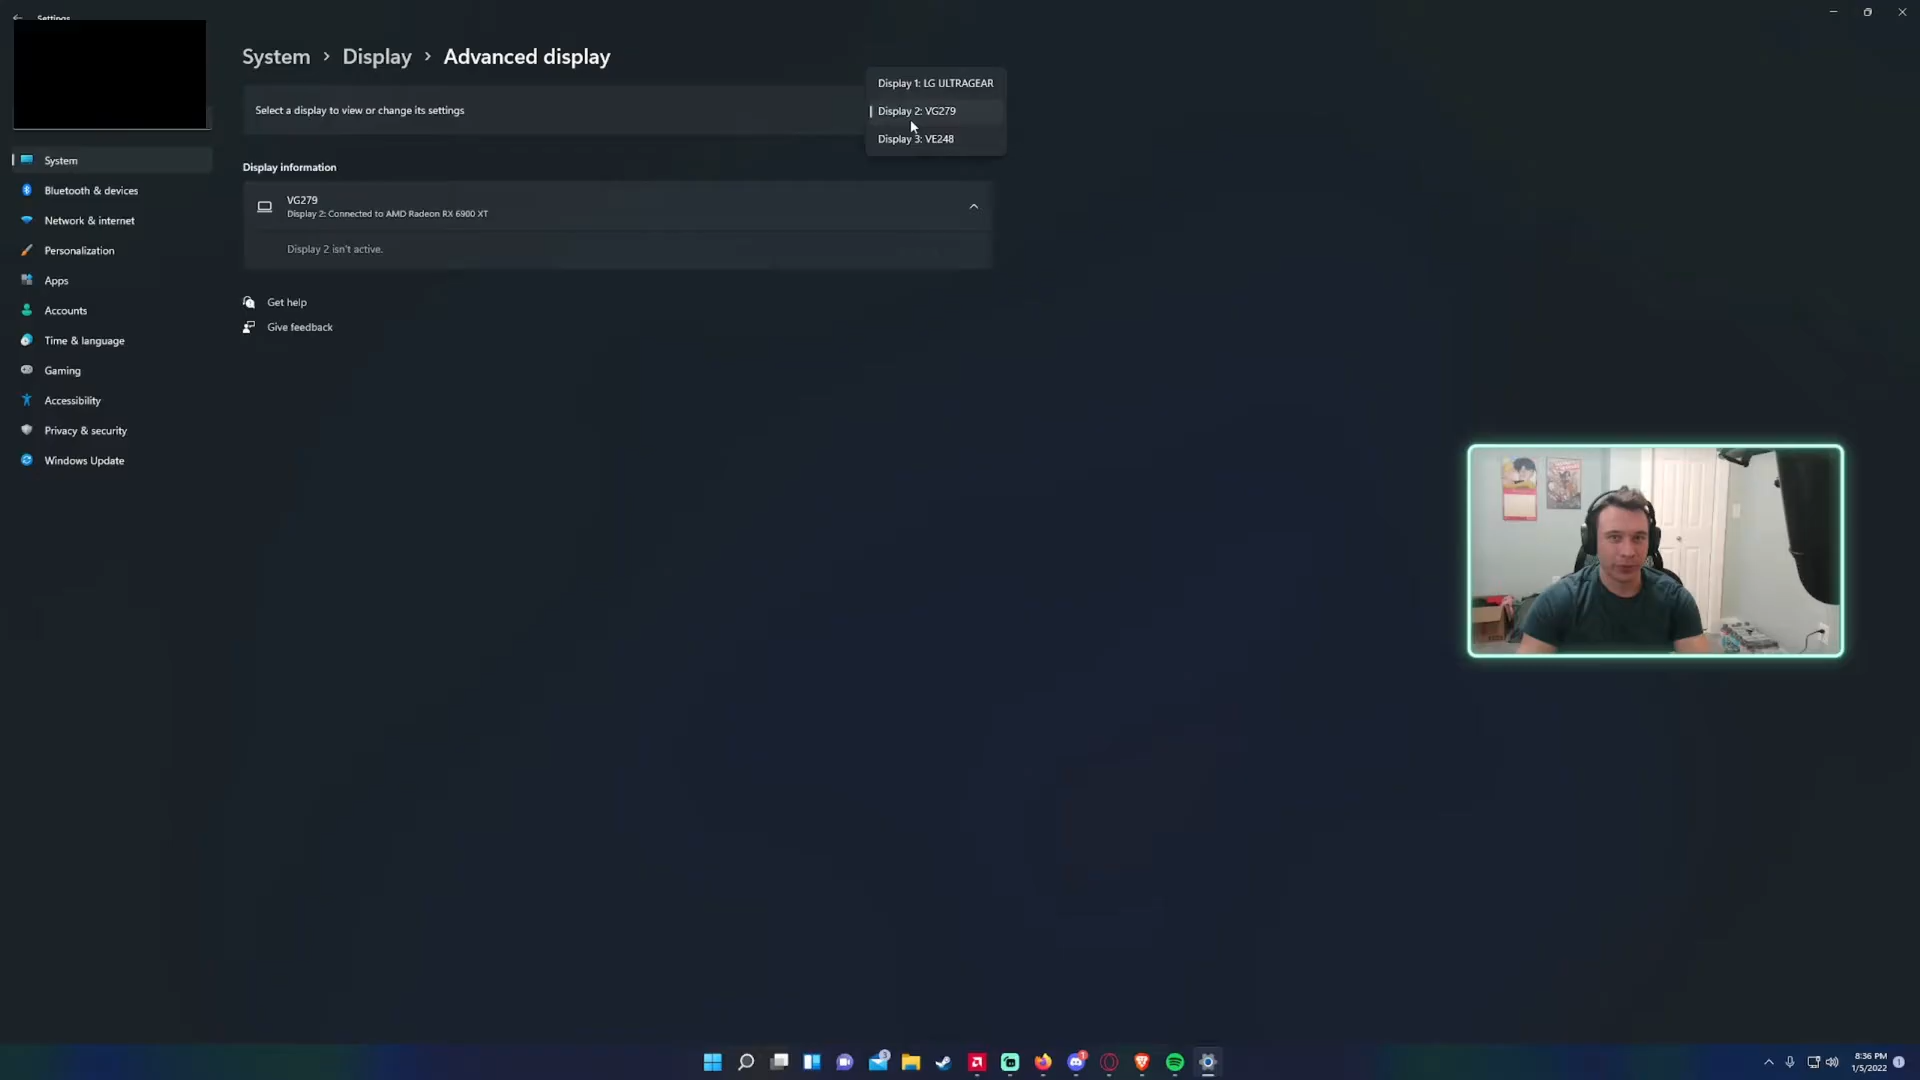 Settings
System > Display > Advanced display
Display 1: LG ULTRAGEAR
Select a display to view or change its settings
Display 2: VG279
Display 3: VE248
System
Display information
Bluetooth & devices
VG279
Display 2: Connected to AMD Radeon RX 6900 XT
Network & internet
Display 2 isn't active.
Personalization
Apps
Get help
Accounts
Give feedback
Time & language
Gaming
Accessibility
Privacy & security
Windows Update
8:36 PM
1/5/2022
1